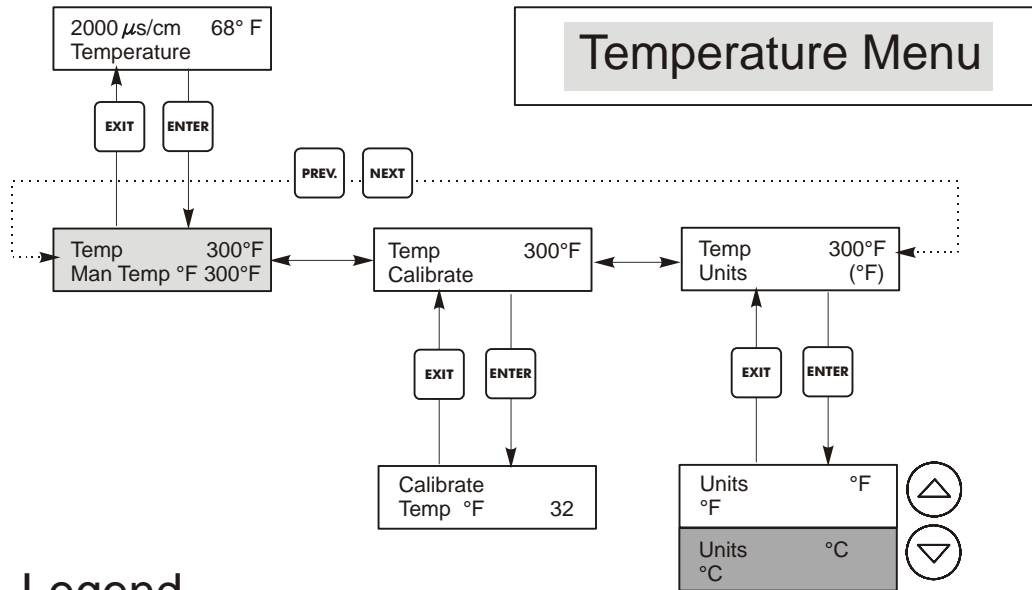 2000 μs/cm 68° F
Temperature
Temperature Menu
EXIT
ENTER
PREV.
NEXT
Temp 300°F
Man Temp °F 300°F
Temp 300°F
Calibrate
Temp 300°F
Units (°F)
EXIT
ENTER
EXIT
ENTER
Calibrate
Temp °F 32
Units °F
°F
Units °C
°C
Legend